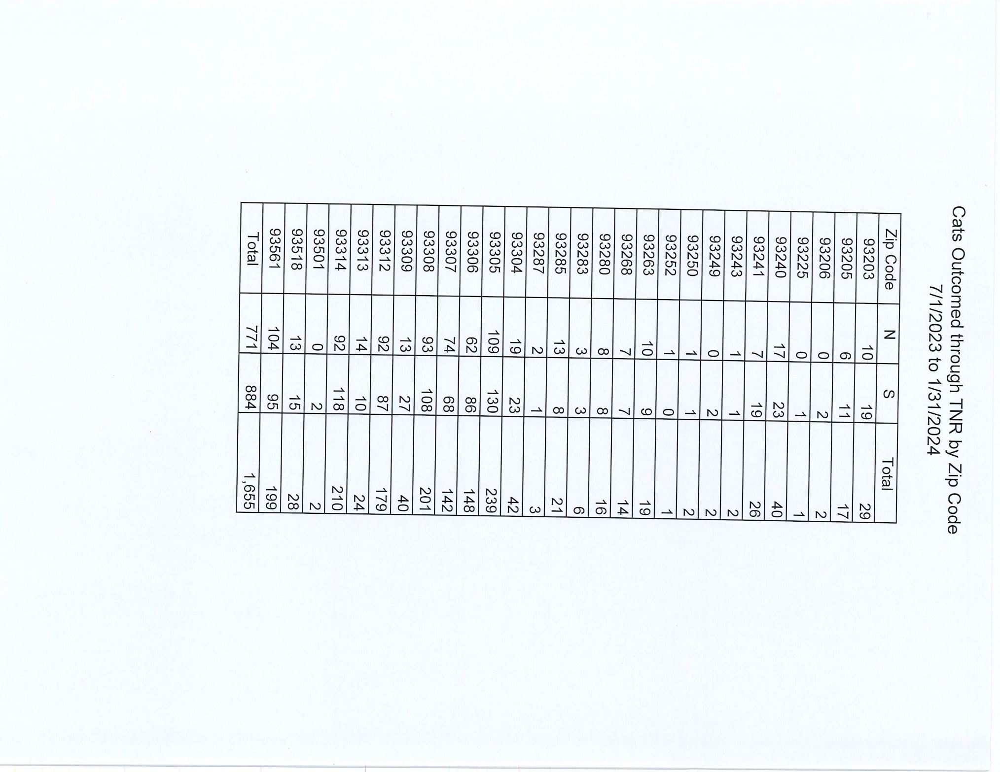 Cats Outcomed through TNR by Zip Code
7/1/2023 to 1/31/2024
Zip Code N S Total
93203 10 19 29
93205 6 11 17
93206 0 2 2
93225 0 1 1
93240 17 23 40
93241 7 19 26
93243 1 1 2
93249 0 2 2
93250 1 1 2
93252 1 0 1
93263 10 9 19
93268 7 7 14
93280 8 8 16
93283 3 3 6
93285 13 8 21
93287 2 1 3
93304 19 23 42
93305 109 130 239
93306 62 86 148
93307 74 68 142
93308 93 108 201
93309 13 27 40
93312 92 87 179
93313 14 10 24
93314 92 118 210
93501 0 2 2
93518 13 15 28
93561 104 95 199
Total 771 884 1,655